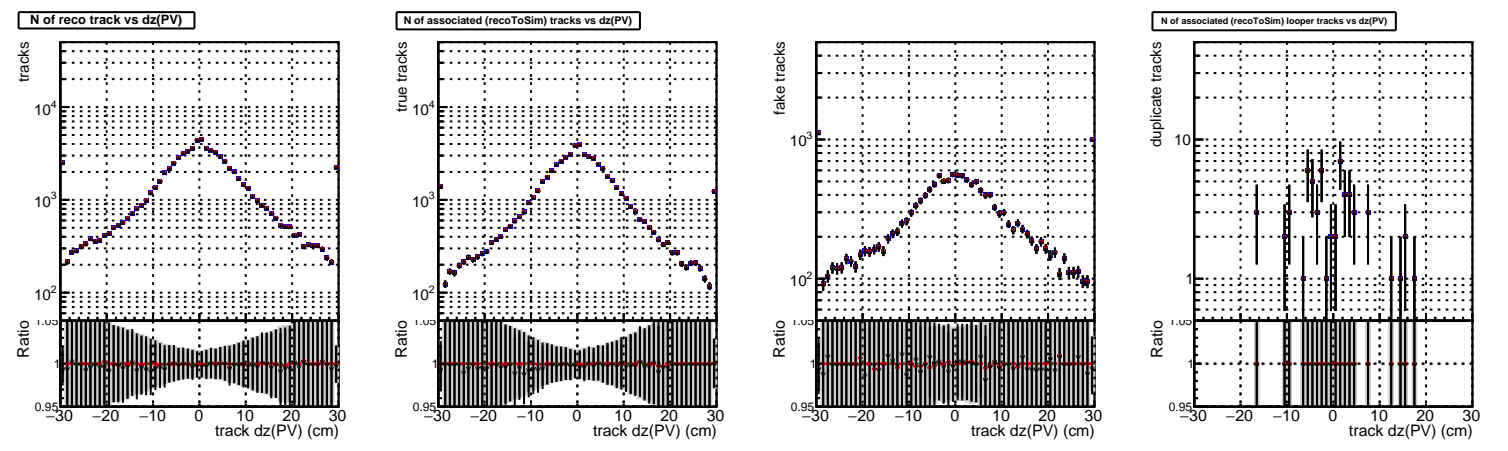 N of reco track vs dz(PV)
tracks
10^4
10^3
10^2
Ratio
1.05
1
0.95
−30 −20 −10 0 10 20 30
track dz(PV) (cm)
N of associated (recoToSim) tracks vs dz(PV)
true tracks
10^4
10^3
10^2
Ratio
1.05
1
0.95
−30 −20 −10 0 10 20 30
track dz(PV) (cm)
fake tracks
10^3
10^2
Ratio
1.05
1
0.95
−30 −20 −10 0 10 20 30
track dz(PV) (cm)
N of associated (recoToSim) looper tracks vs dz(PV)
duplicate tracks
10
1
Ratio
1.05
1
0.95
−30 −20 −10 0 10 20 30
track dz(PV) (cm)